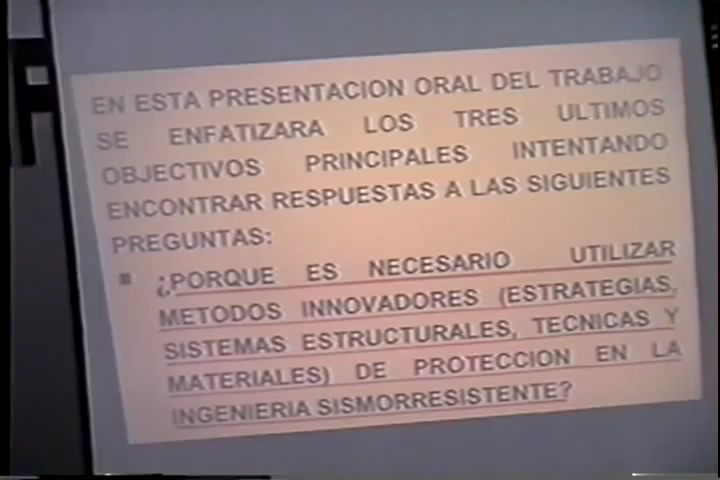 EN ESTA PRESENTACION ORAL DEL TRABAJO
SE ENFATIZARA LOS TRES ULTIMOS
OBJECTIVOS PRINCIPALES INTENTANDO
ENCONTRAR RESPUESTAS A LAS SIGUIENTES
PREGUNTAS:
▪ ¿PORQUE ES NECESARIO UTILIZAR
METODOS INNOVADORES (ESTRATEGIAS,
SISTEMAS ESTRUCTURALES, TECNICAS Y
MATERIALES) DE PROTECCION EN LA
INGENIERIA SISMORRESISTENTE?